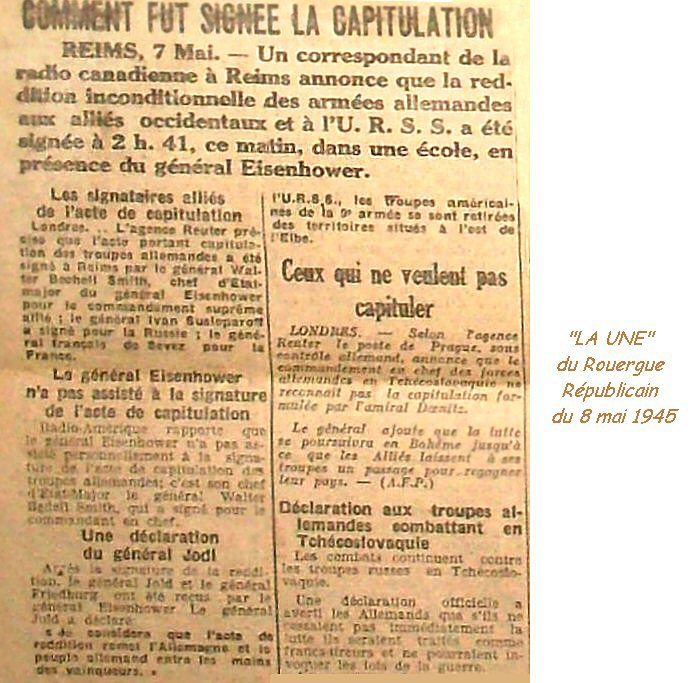 COMMENT FUT SIGNEE LA CAPITULATION
REIMS, 7 Mai. — Un correspondant de la
radio canadienne à Reims annonce que la red-
dition inconditionnelle des armées allemandes
aux alliés occidentaux et à l'U. R. S. S. a été
signée à 2 h. 41, ce matin, dans une école, en
présence du général Eisenhower.
Les signataires alliés
de l'acte de capitulation
Londres. .. L'agence Reuter pré-
cise que l'acte portant capitula-
tion des troupes allemandes a été
signé à Reims par le général Wal-
ter Bechell Smith, chef d'Etat-
major du général Eisenhower
pour le commandement suprême
allié ; le général Ivan Susloparoff
a signé pour la Russie ; le géné-
ral français de Sevez pour la
France.
Le général Eisenhower
n'a pas assisté à la signature
de l'acte de capitulation
Radio-Amérique rapporte que
le général Eisenhower n'a pas as-
sisté personnellement à la signa-
ture de l'acte de capitulation des
troupes allemandes; c'est son chef
d'Etat-Major le général Walter
Bedell Smith, qui a signé pour le
commandant en chef.
Une déclaration
du général Jodl
Après la signature de la reddi-
tion, le général Jold et le général
Friedburg ont été reçus par le
général Eisenhower Le général
Jold a déclaré:
« Je considère que l'acte de
reddition remet l'Allemagne et le
peuple allemand entre les mains
des vainqueurs. »
l'U.R.S.S., les troupes américai-
nes de la 9e armée se sont retirées
des territoires situés à l'est de
l'Elbe.
Ceux qui ne veulent pas
capituler
LONDRES. — Selon l'agence
Reuter le poste de Prague, sous
contrôle allemand, annonce que le
commandement en chef des forces
allemandes en Tchécoslovaquie ne
reconnaît pas la capitulation for-
mulée par l'amiral Dœnitz.
Le général ajoute que la lutte
se poursuivra en Bohême jusqu'à
ce que les Alliés laissent à ses
troupes un passage pour regagner
leur pays. — (A.F.P.)
Déclaration aux troupes al-
lemandes combattant en
Tchécoslovaquie
Les combats continuent contre
les troupes russes en Tchécoslo-
vaquie.
Une déclaration officielle a
averti les Allemands que s'ils ne
cessaient pas immédiatement la
lutte ils seraient traités comme
francs-tireurs et ne pourraient in-
voquer les lois de la guerre.
"LA UNE"
du Rouergue
Républicain
du 8 mai 1945